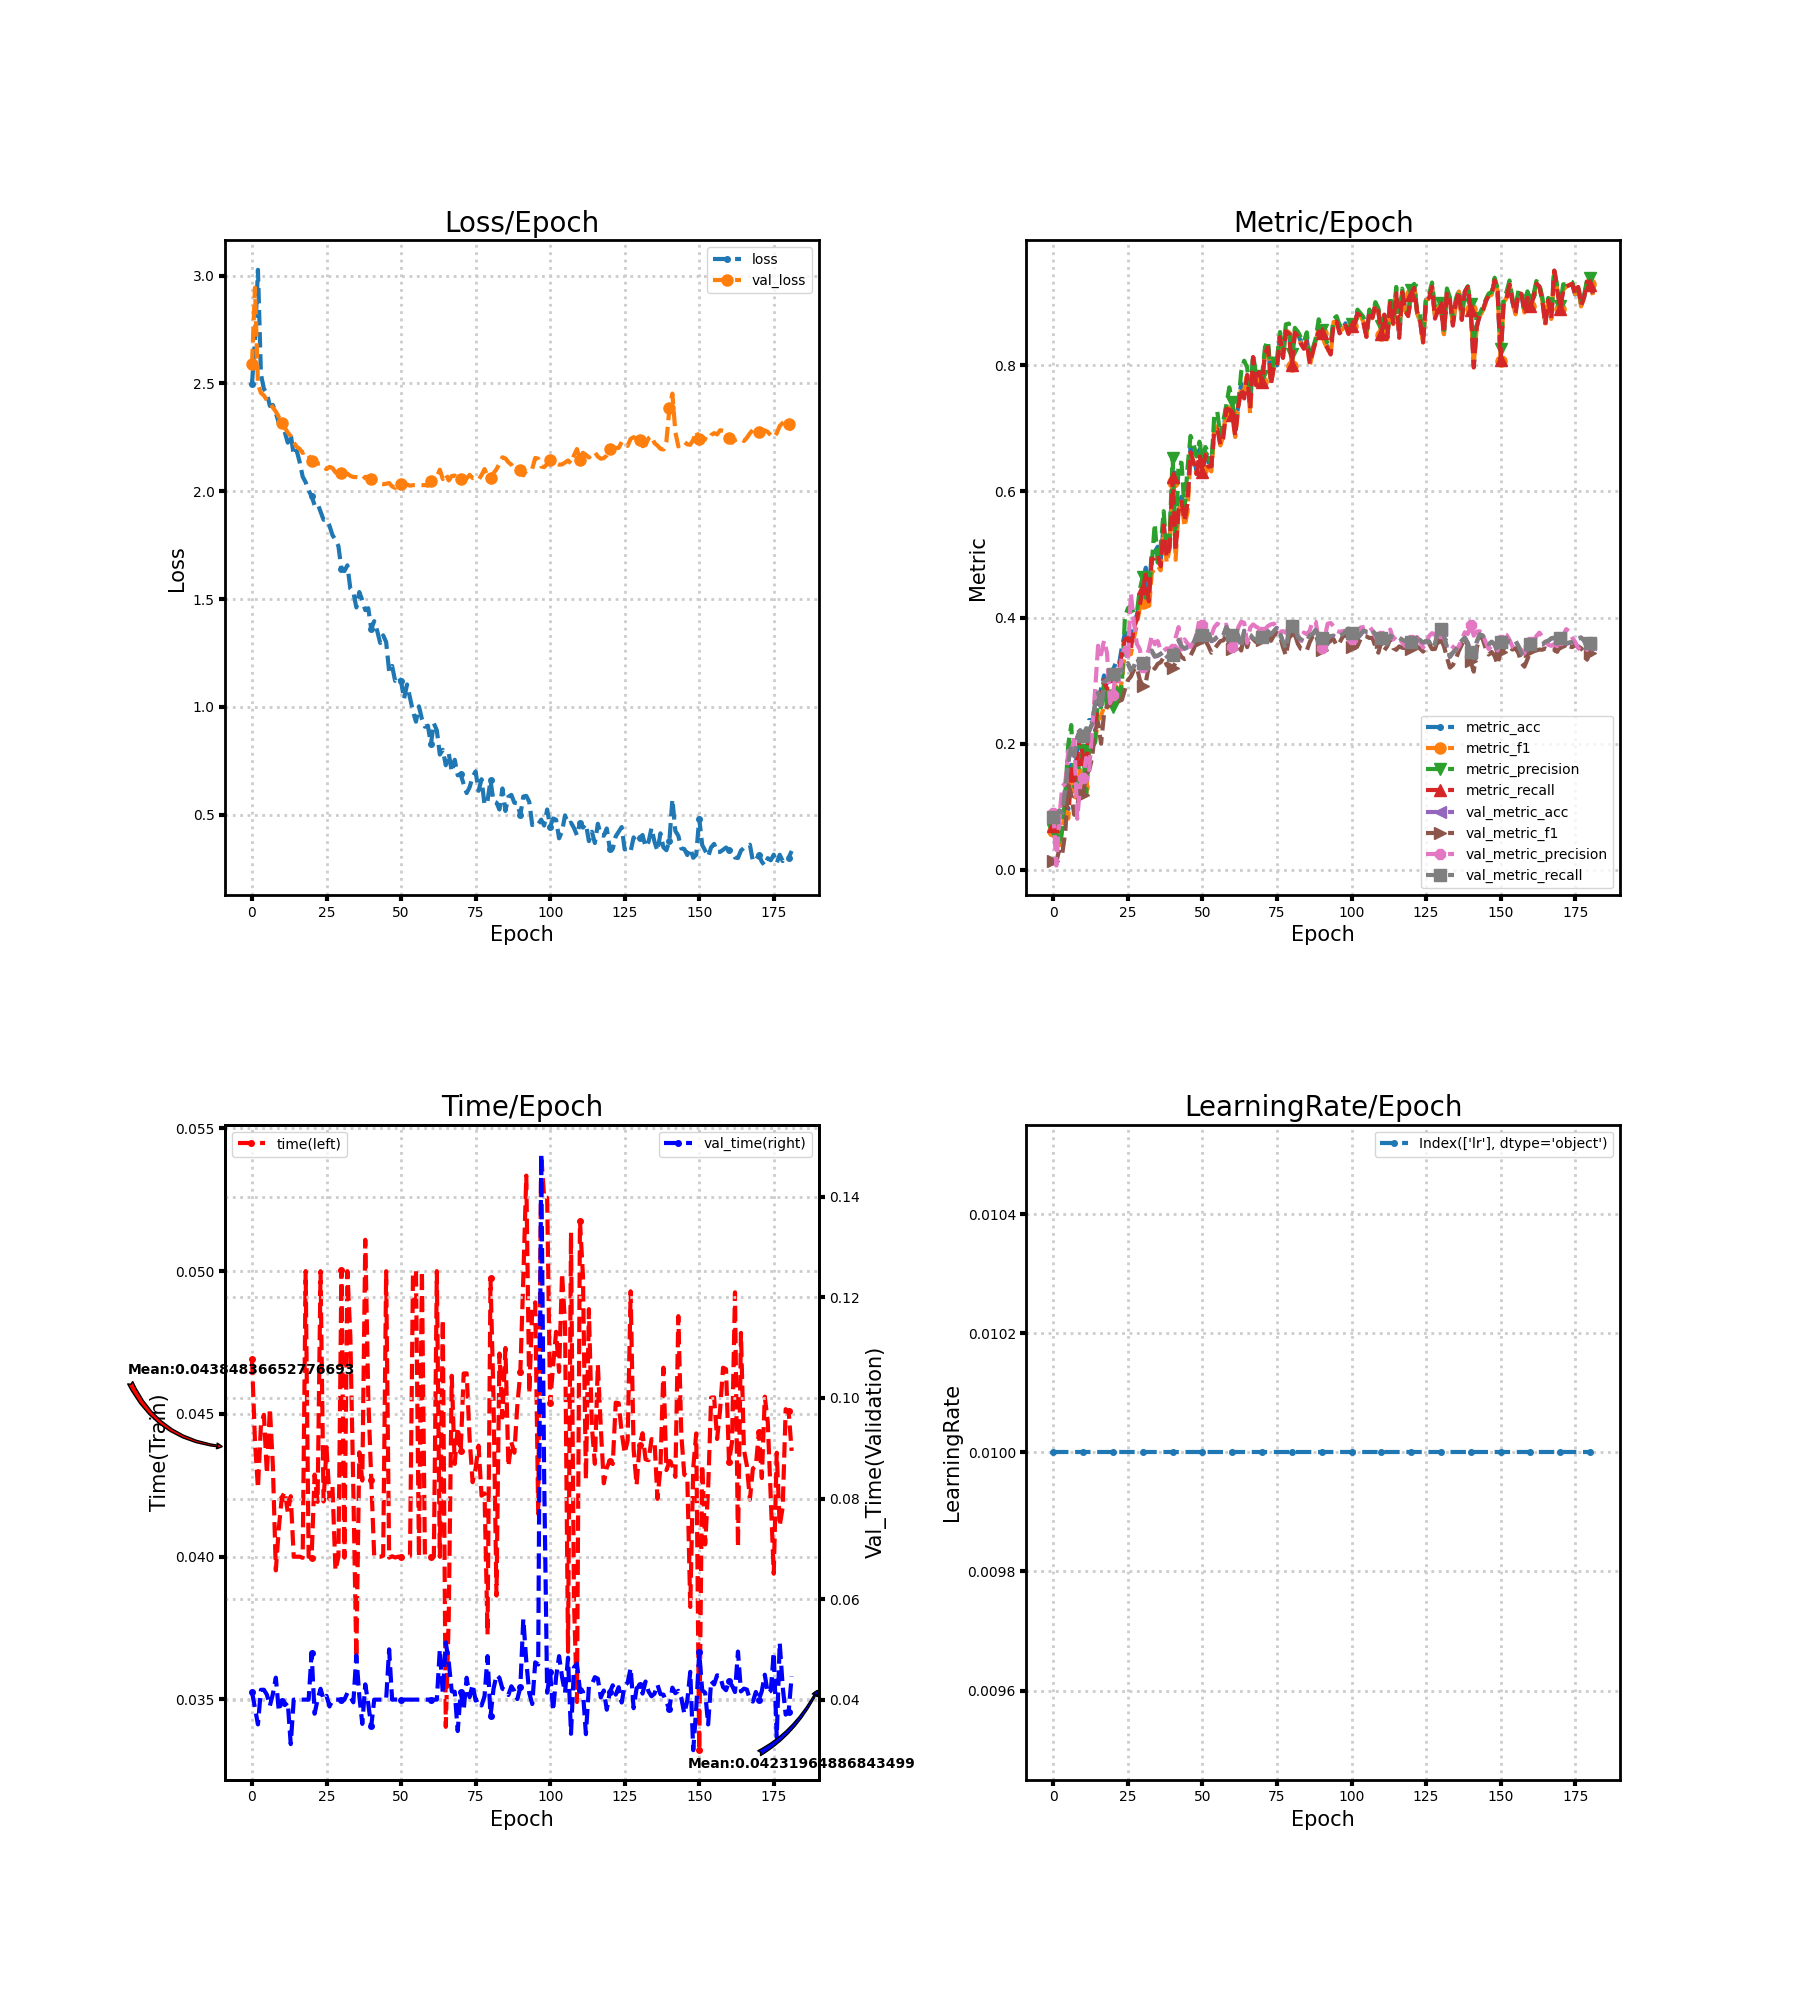 Loss/Epoch
Loss
3.0
2.5
2.0
1.5
1.0
0.5
loss
val_loss
0
25
50
75
100
125
150
175
Epoch
Metric/Epoch
Metric
0.8
0.6
0.4
0.2
0.0
metric_acc
metric_f1
metric_precision
metric_recall
val_metric_acc
val_metric_f1
val_metric_precision
val_metric_recall
0
25
50
75
100
125
150
175
Epoch
Time/Epoch
Time(Train)
0.055
0.050
0.045
0.040
0.035
time(left)
val_time(right)
Mean:0.04384836652776693
Mean:0.04231964886843499
0.14
0.12
0.10
0.08
0.06
0.04
Val_Time(Validation)
0
25
50
75
100
125
150
175
Epoch
LearningRate/Epoch
LearningRate
0.0104
0.0102
0.0100
0.0098
0.0096
Index(['lr'], dtype='object')
0
25
50
75
100
125
150
175
Epoch